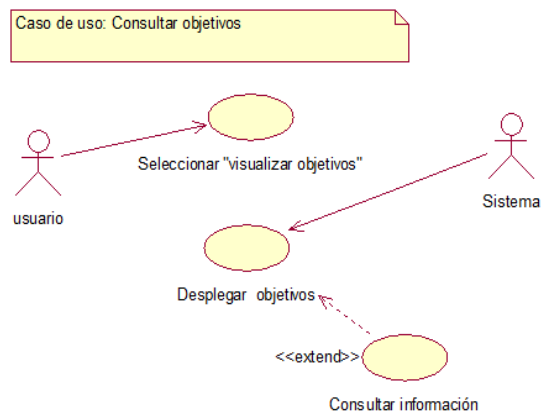 Caso de uso: Consultar objetivos
Seleccionar "visualizar objetivos"
usuario
Sistema
Desplegar objetivos
<<extend>>
Consultar información